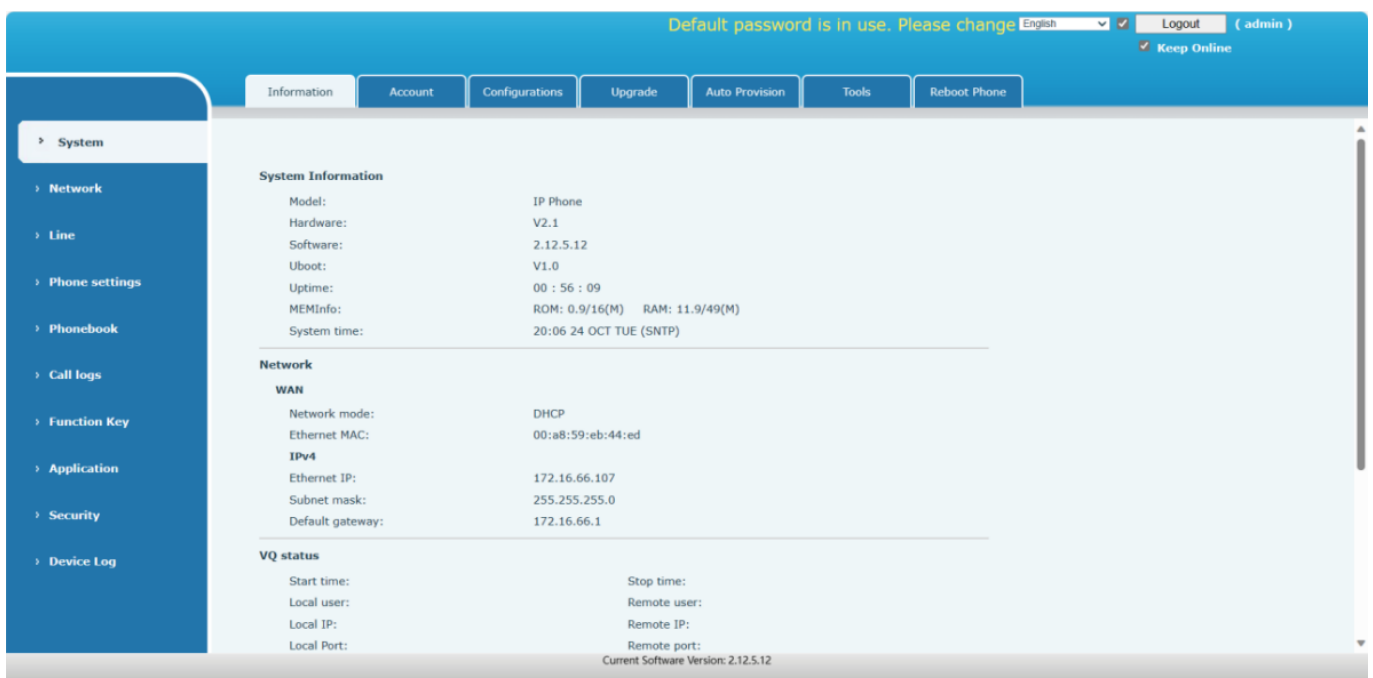 Default password is in use. Please change English Logout ( admin )
Keep Online
Information Account Configurations Upgrade Auto Provision Tools Reboot Phone
System
Network
Line
Phone settings
Phonebook
Call logs
Function Key
Application
Security
Device Log
System Information
Model: IP Phone
Hardware: V2.1
Software: 2.12.5.12
Uboot: V1.0
Uptime: 00 : 56 : 09
MEMInfo: ROM: 0.9/16(M) RAM: 11.9/49(M)
System time: 20:06 24 OCT TUE (SNTP)
Network
WAN
Network mode: DHCP
Ethernet MAC: 00:a8:59:eb:44:ed
IPv4
Ethernet IP: 172.16.66.107
Subnet mask: 255.255.255.0
Default gateway: 172.16.66.1
VQ status
Start time: Stop time:
Local user: Remote user:
Local IP: Remote IP:
Local Port: Remote port:
Current Software Version: 2.12.5.12